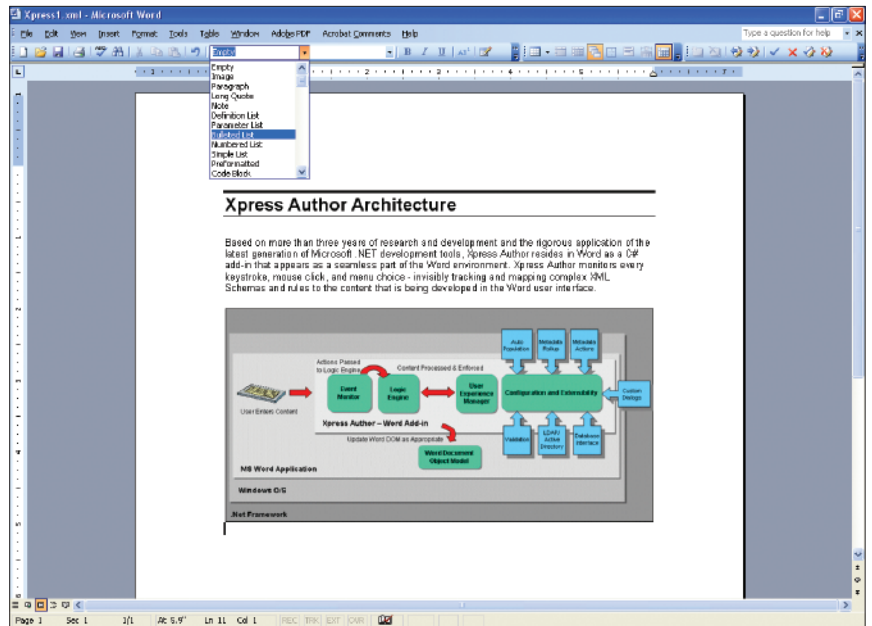 Xpress1.xml - Microsoft Word
File Edit View Insert Format Tools Table Window Adobe PDF Acrobat Comments Help
Type a question for help
Empty
B I U
Empty
Image
Paragraph
Long Quote
Note
Definition List
Parameter List
Bulleted List
Numbered List
Simple List
Preformatted
Code Block
Xpress Author Architecture
Based on more than three years of research and development and the rigorous application of the
latest generation of Microsoft .NET development tools, Xpress Author resides in Word as a C#
add-in that appears as a seamless part of the Word environment. Xpress Author monitors every
keystroke, mouse click, and menu choice - invisibly tracking and mapping complex XML
Schemas and rules to the content that is being developed in the Word user interface.
Auto
Population
Metadata
Rollup
Metadata
Actions
Actions Passed
to Logic Engine
Content Processed & Enforced
Event
Monitor
Logic
Engine
User
Experience
Manager
Configuration and Extensibility
Custom
Dialogs
User Enters Content
Xpress Author – Word Add-in
Update Word DOM as Appropriate
Validation
LDAP/
Active
Directory
Database
Interface
Word Document
Object Model
MS Word Application
Windows O/S
.Net Framework
Page 1 Sec 1 1/1 At 5.9" Ln 11 Col 1 REC TRK EXT OVR